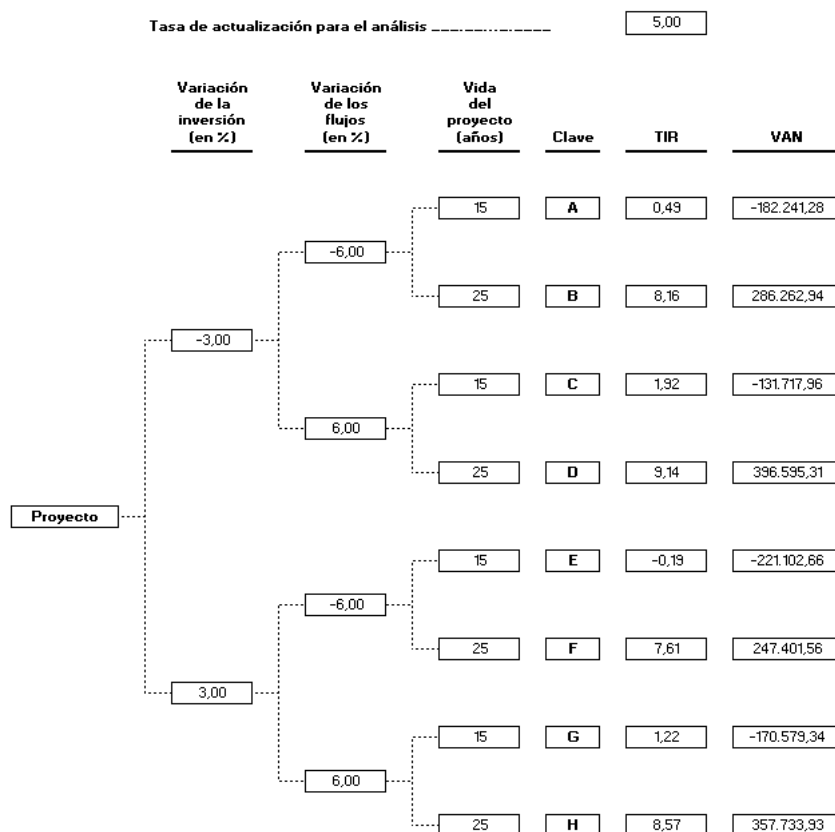 Tasa de actualización para el análisis 5,00
Variación de la inversión (en %)
Variación de los flujos (en %)
Vida del proyecto (años)
Clave
TIR
VAN
15 A 0,49 -182.241,28
-6,00
25 B 8,16 286.262,94
-3,00
15 C 1,92 -131.717,96
6,00
25 D 9,14 396.595,31
Proyecto
15 E -0,19 -221.102,66
-6,00
25 F 7,61 247.401,56
3,00
15 G 1,22 -170.579,34
6,00
25 H 8,57 357.733,93